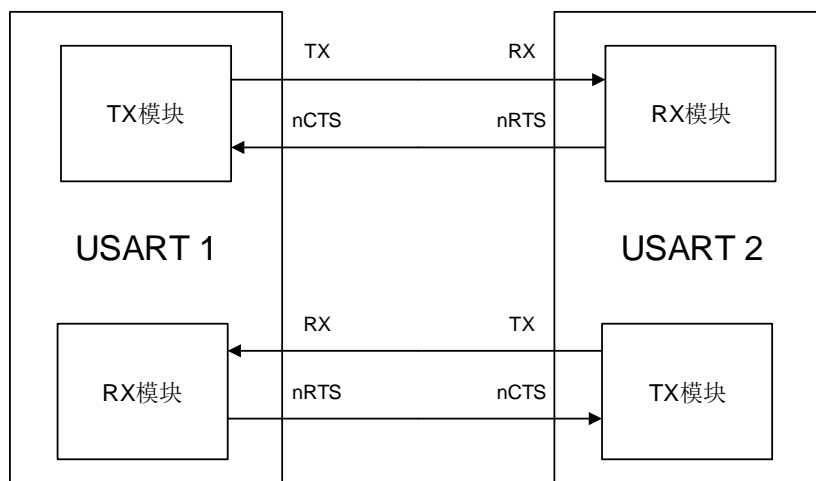 TX RX
TX模块 nCTS nRTS RX模块
USART 1 USART 2
RX TX
RX模块 nRTS nCTS TX模块